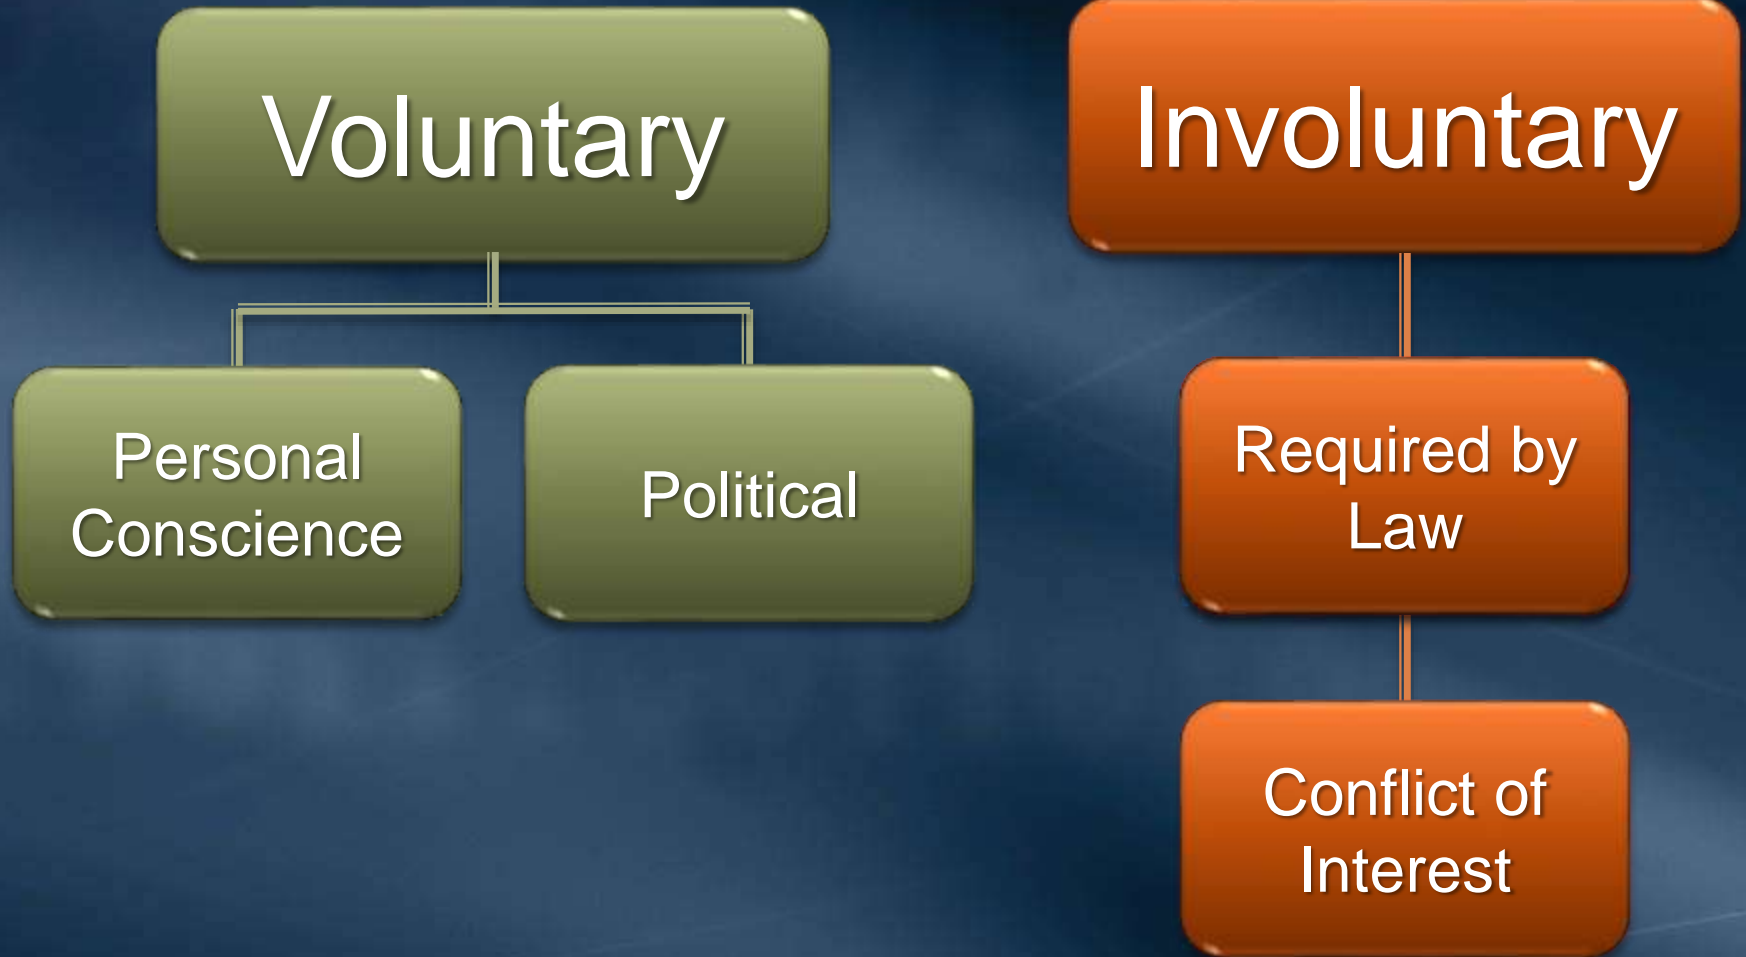 Voluntary
Personal
Conscience
Political
Involuntary
Required by
Law
Conflict of
Interest